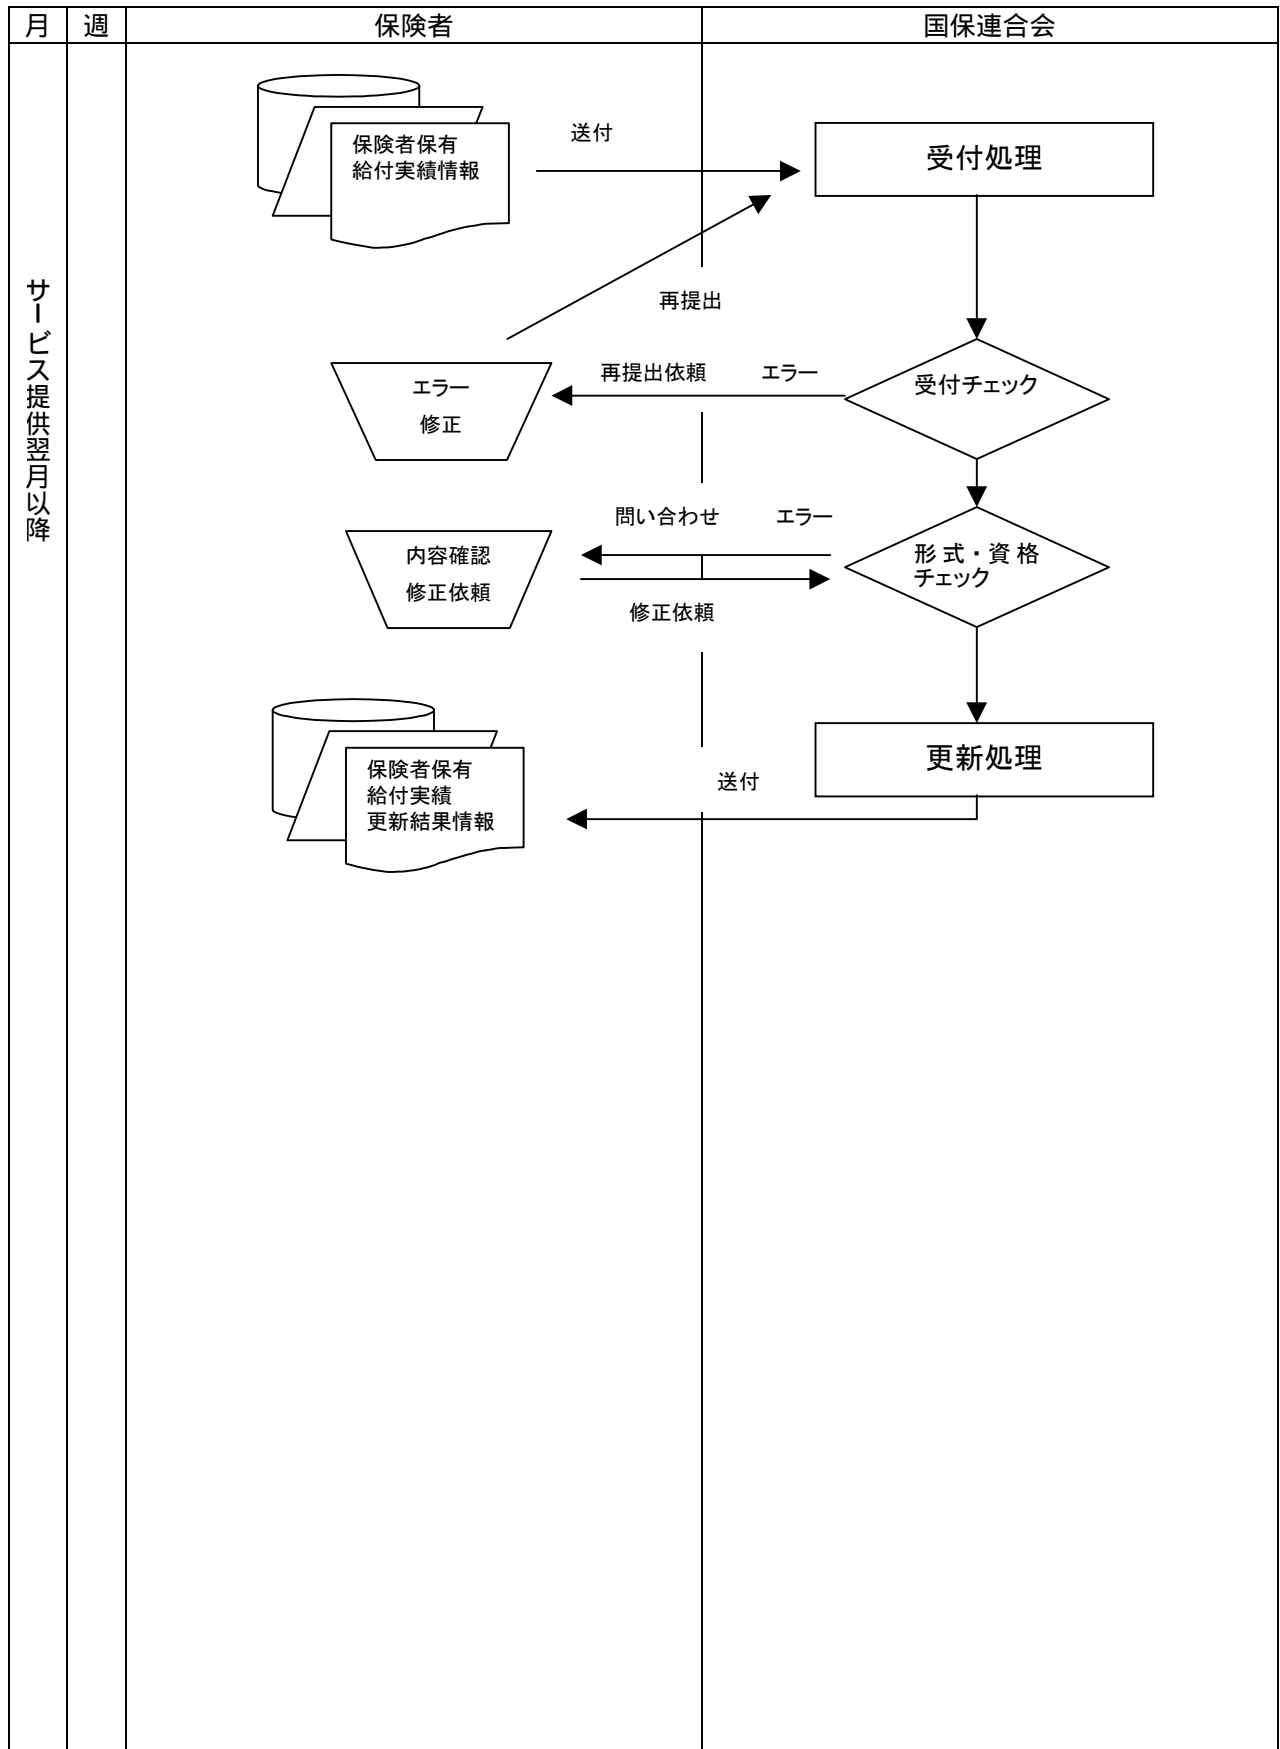 月
週
保険者
国保連合会
サービス提供翌月以降
保険者保有
給付実績情報
送付
受付処理
再提出
エラー
修正
再提出依頼
エラー
受付チェック
問い合わせ
エラー
内容確認
修正依頼
形式・資格
チェック
修正依頼
保険者保有
給付実績
更新結果情報
送付
更新処理